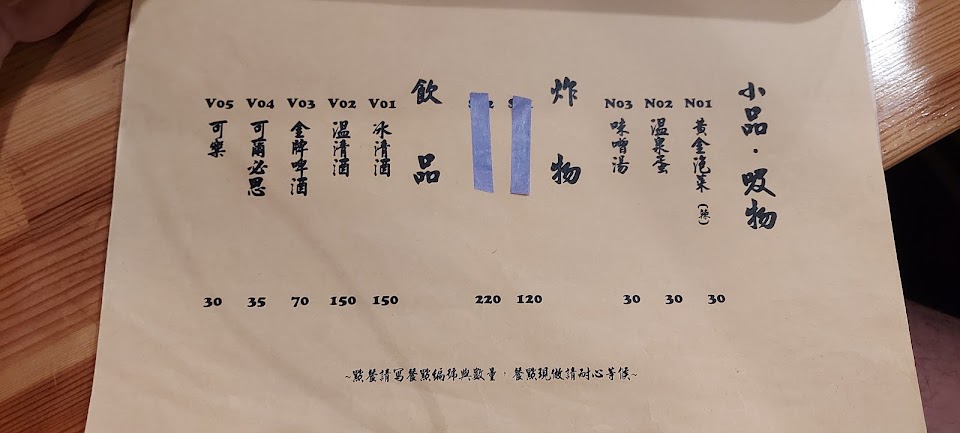 小品．吸物
N01 黃金泡菜(辣) 30
N02 溫泉蛋 30
N03 味噌湯 30
炸物
120
220
飲品
V01 冰清酒 150
V02 溫清酒 150
V03 金牌啤酒 70
V04 可爾必思 35
V05 可樂 30
~點餐請寫餐點編號與數量，餐點現做請耐心等候~